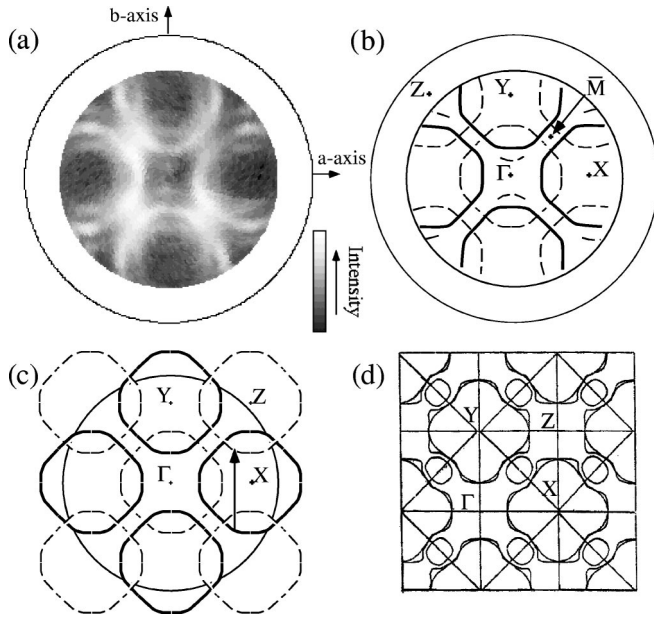 (a)
b-axis
a-axis
Intensity
(b)
Z
Y
M̅
Γ
X
(c)
Y
Z
Γ
X
(d)
Y
Z
X
Γ